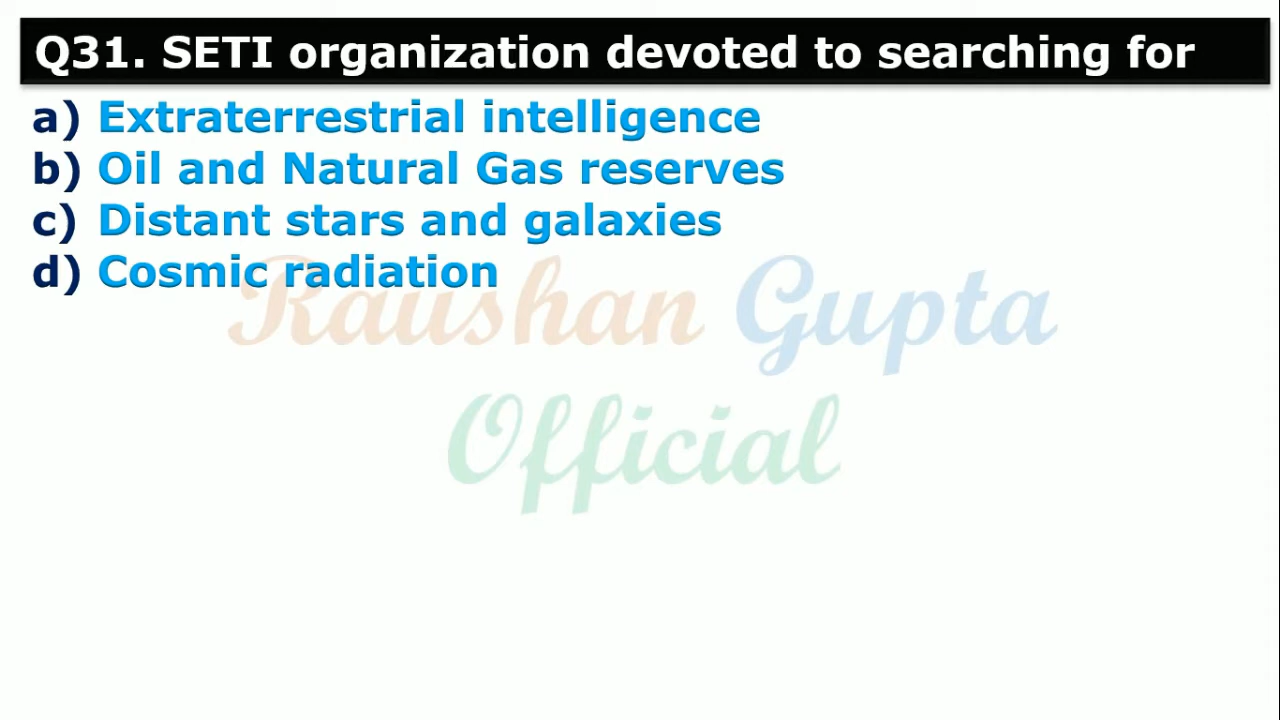 Q31. SETI organization devoted to searching for
a) Extraterrestrial intelligence
b) Oil and Natural Gas reserves
c) Distant stars and galaxies
d) Cosmic radiation
Raushan Gupta
Official